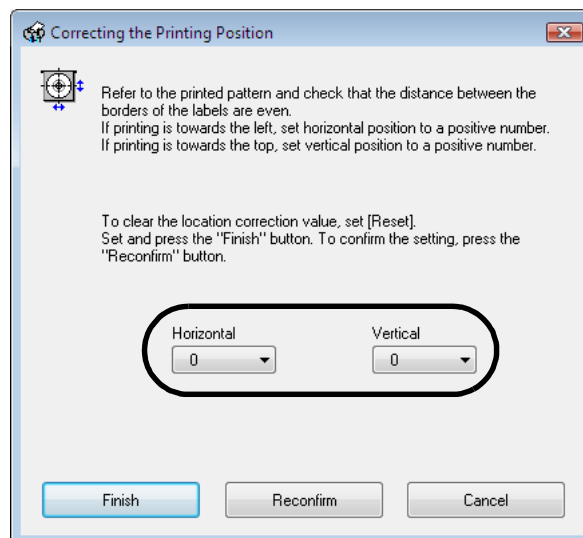 Correcting the Printing Position
Refer to the printed pattern and check that the distance between the
borders of the labels are even.
If printing is towards the left, set horizontal position to a positive number.
If printing is towards the top, set vertical position to a positive number.
To clear the location correction value, set [Reset].
Set and press the "Finish" button. To confirm the setting, press the
"Reconfirm" button.
Horizontal Vertical
0 0
Finish Reconfirm Cancel